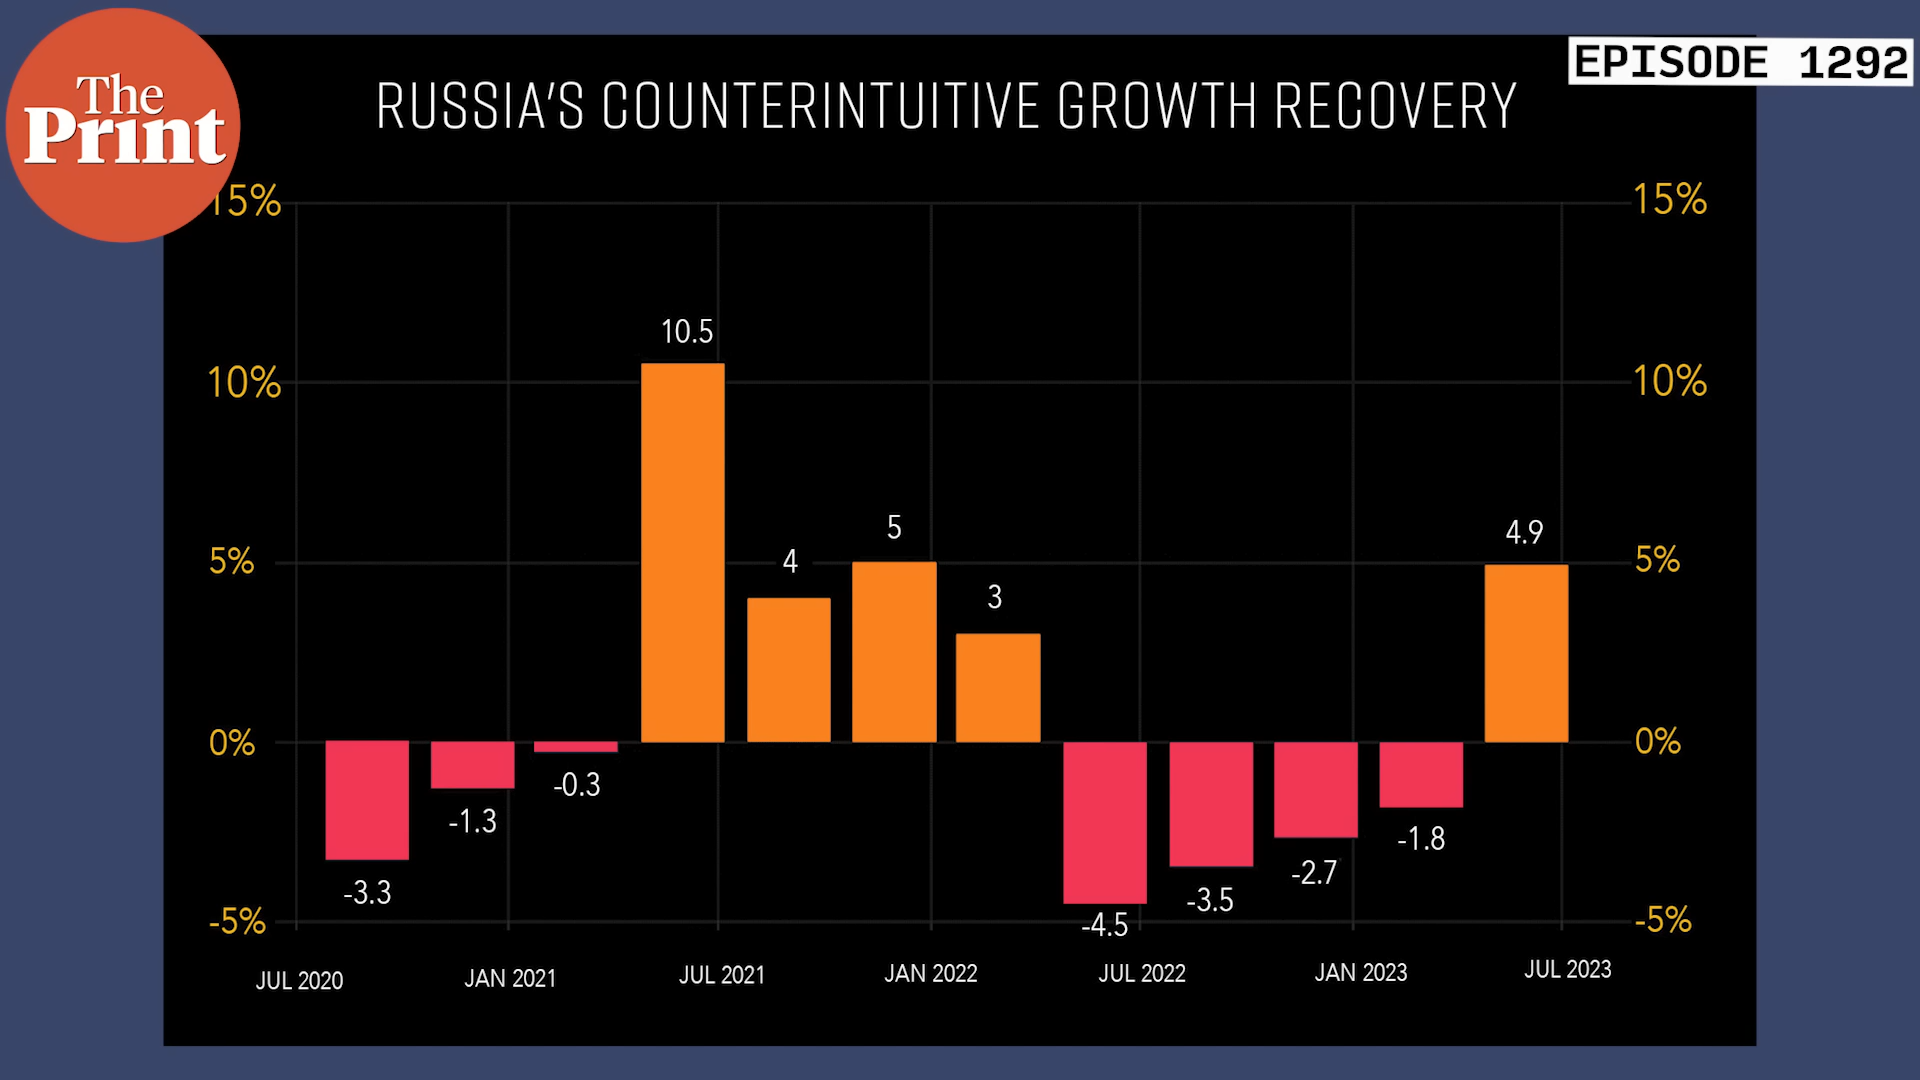 The
Print
EPISODE 1292
RUSSIA'S COUNTERINTUITIVE GROWTH RECOVERY
15% 15%
10.5
10% 10%
5
4.9
5% 4 5%
3
0% 0%
-0.3
-1.3
-1.8
-2.7
-3.3
-3.5
-5% -4.5 -5%
JUL 2020 JAN 2021 JUL 2021 JAN 2022 JUL 2022 JAN 2023 JUL 2023